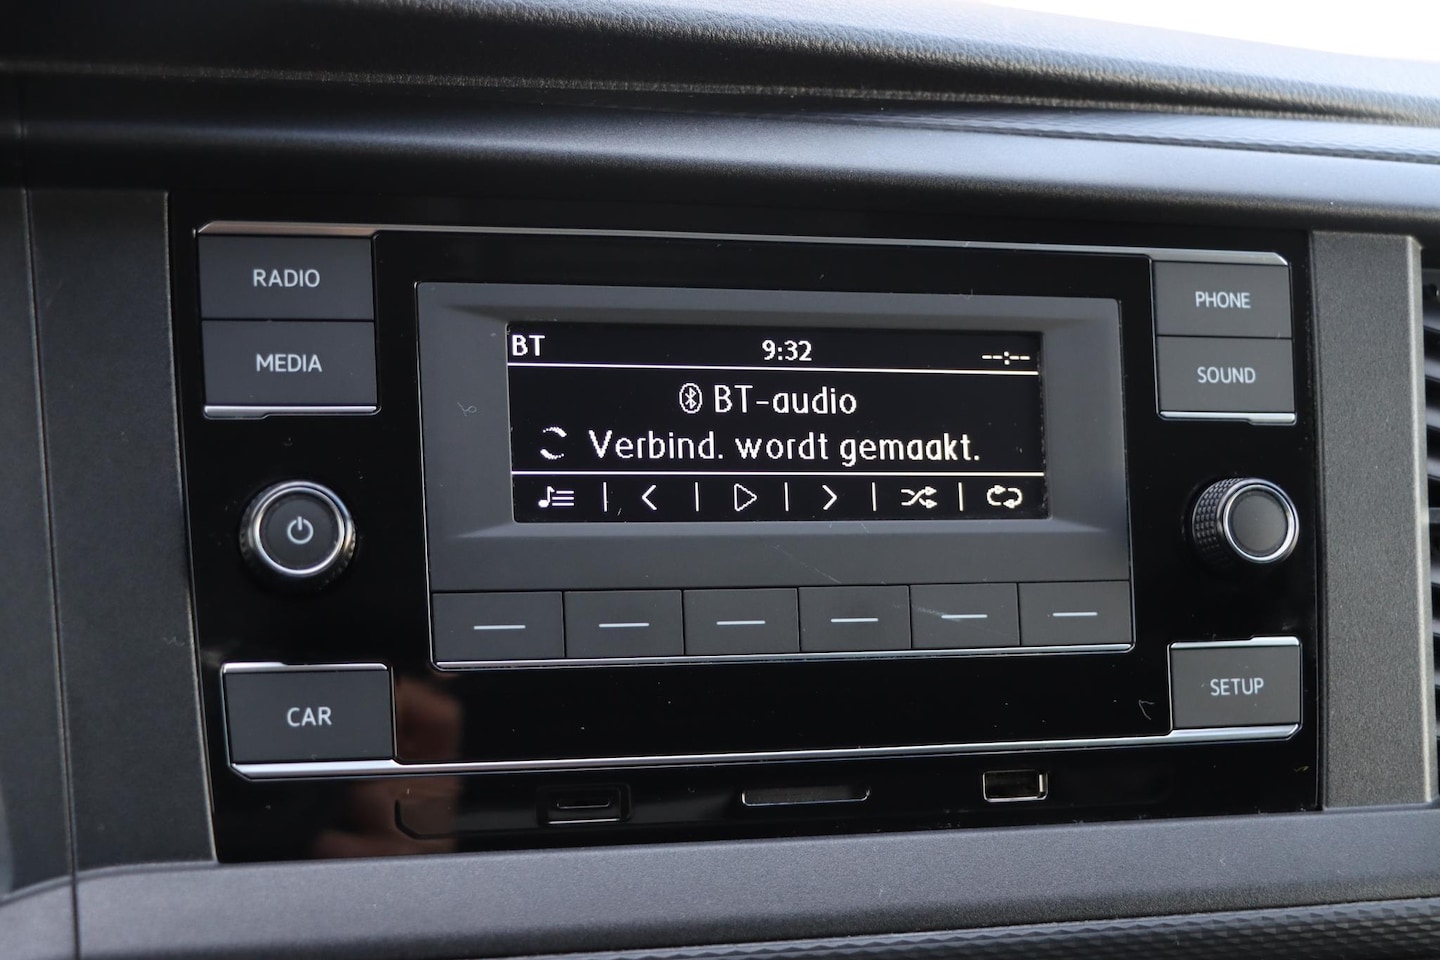 RADIO
MEDIA
BT 9:32 --:--
BT-audio
Verbind. wordt gemaakt.
PHONE
SOUND
CAR
SETUP